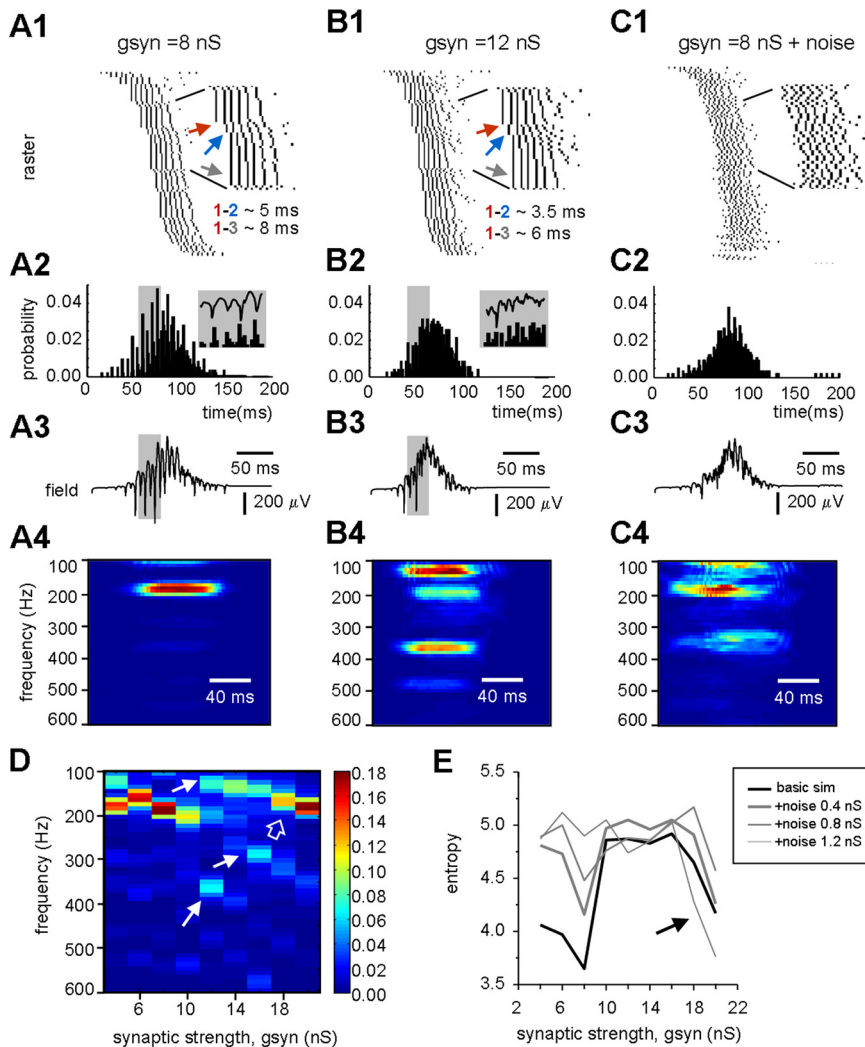 A1
B1
C1
gsyn =8 nS
gsyn =12 nS
gsyn =8 nS + noise
raster
1-2 ~ 5 ms
1-3 ~ 8 ms
1-2 ~ 3.5 ms
1-3 ~ 6 ms
A2
B2
C2
probability
0.04
0.02
0.00
0 50 100 150 200
time(ms)
0.04
0.02
0.00
0 50 100 150 200
time(ms)
0.04
0.02
0.00
0 50 100 150 200
time(ms)
A3
B3
C3
field
50 ms
200 μV
50 ms
200 μV
50 ms
200 μV
A4
B4
C4
frequency (Hz)
100
200
300
400
500
600
40 ms
100
200
300
400
500
600
40 ms
100
200
300
400
500
600
40 ms
D
frequency (Hz)
100
200
300
400
500
600
6 10 14 18
synaptic strength, gsyn (nS)
0.18
0.16
0.14
0.12
0.10
0.08
0.06
0.04
0.02
0.00
E
entropy
5.5
5.0
4.5
4.0
3.5
2 4 6 8 10 12 14 16 18 20 22
synaptic strength, gsyn (nS)
basic sim
+noise 0.4 nS
+noise 0.8 nS
+noise 1.2 nS